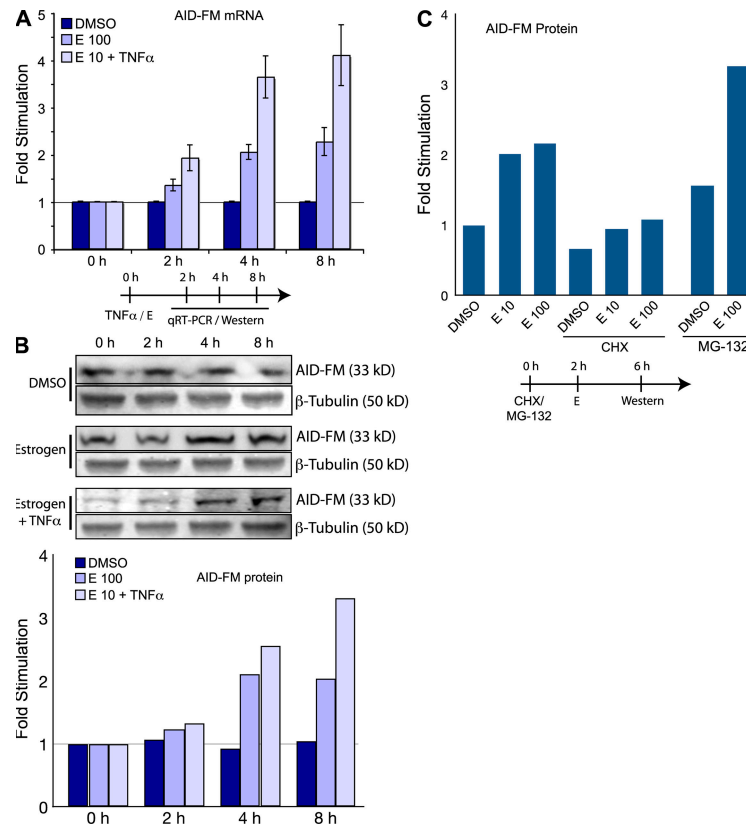 A
AID-FM mRNA
DMSO
E 100
E 10 + TNFα
Fold Stimulation
5
4
3
2
1
0
0 h 2 h 4 h 8 h
0 h 2 h 4 h 8 h
TNFα / E qRT-PCR / Western
B
0 h 2 h 4 h 8 h
DMSO
AID-FM (33 kD)
β-Tubulin (50 kD)
Estrogen
AID-FM (33 kD)
β-Tubulin (50 kD)
Estrogen
+ TNFα
AID-FM (33 kD)
β-Tubulin (50 kD)
AID-FM protein
DMSO
E 100
E 10 + TNFα
Fold Stimulation
4
3
2
1
0
0 h 2 h 4 h 8 h
C
AID-FM Protein
Fold Stimulation
4
3
2
1
0
DMSO E 10 E 100 DMSO E 10 E 100 DMSO E 100
CHX MG-132
0 h 2 h 6 h
CHX/ E Western
MG-132